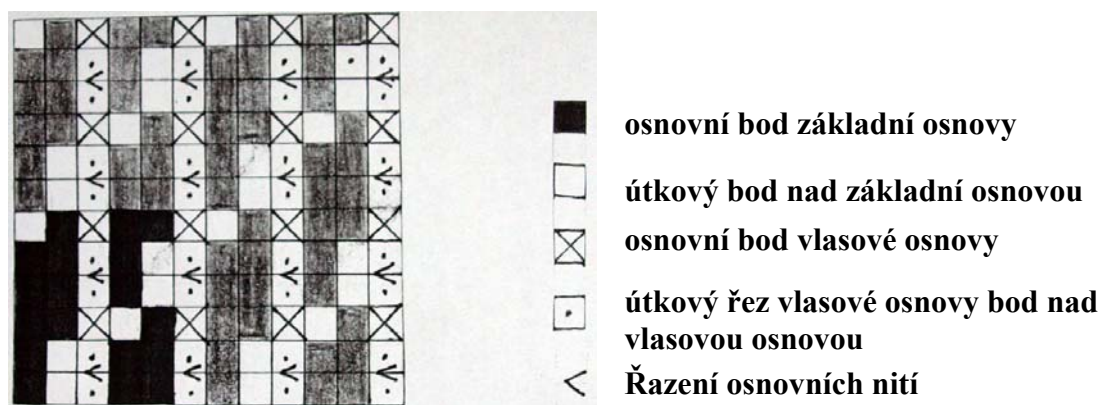 osnovní bod základní osnovy
útkový bod nad základní osnovou
osnovní bod vlasové osnovy
útkový řez vlasové osnovy bod nad
vlasovou osnovou
Řazení osnovních nití